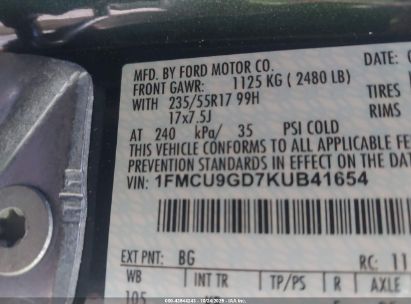 MFD. BY FORD MOTOR CO.
DATE:
FRONT GAWR: 1125 KG ( 2480 LB)
WITH 235/55R17 99H
TIRES
17x7.5J
RIMS
AT 240 kPa/ 35 PSI COLD
THIS VEHICLE CONFORMS TO ALL APPLICABLE
PREVENTION STANDARDS IN EFFECT ON THE DA
VIN: 1FMCU9GD7KUB41654
EXT PNT: BG
RC: 11
WB INT TR TP/PS R AXLE
105